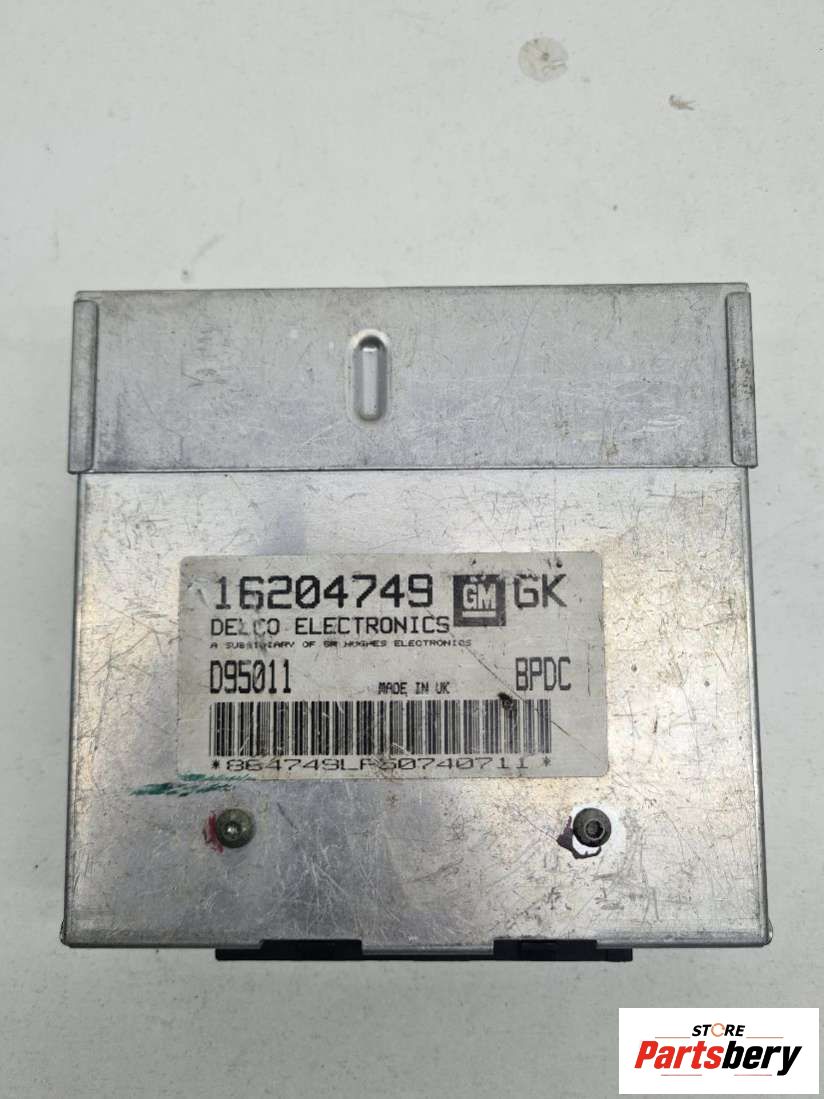 16204749 GM GK
DELCO ELECTRONICS
A SUBSIDIARY OF GM HUGHES ELECTRONICS
D95011 MADE IN UK BPDC
STORE
Partsbery